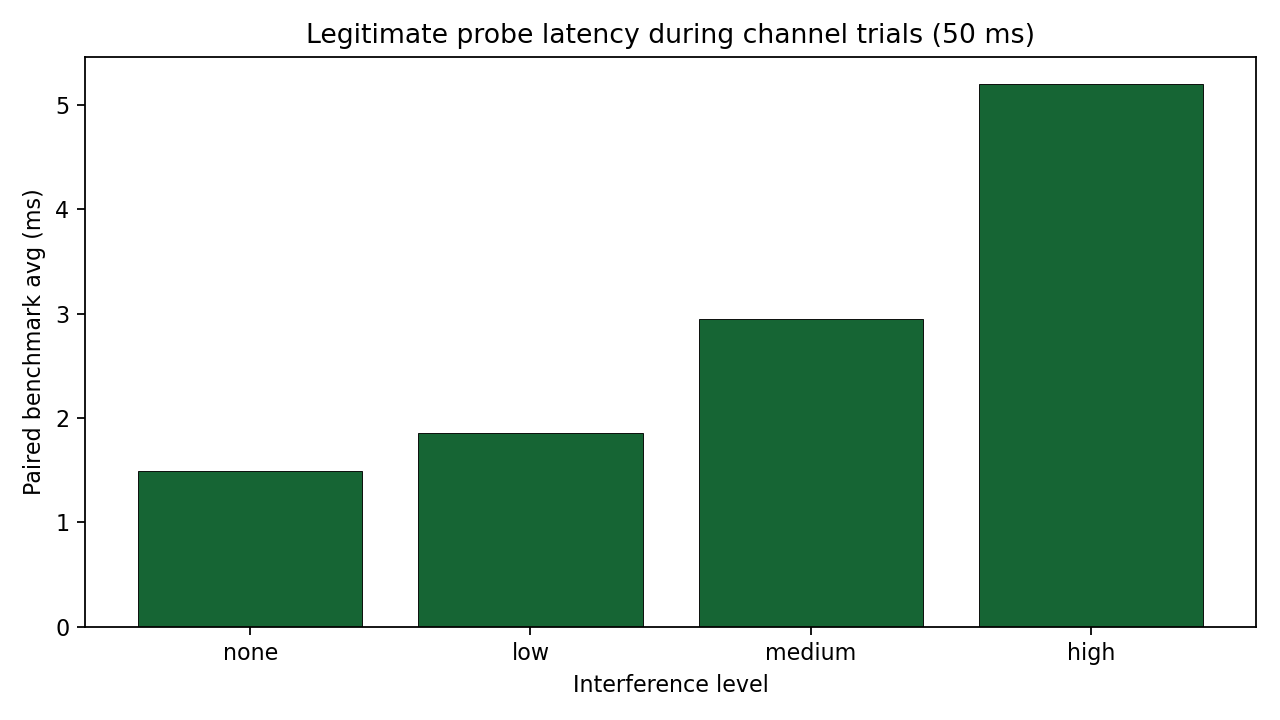 Legitimate probe latency during channel trials (50 ms)
Paired benchmark avg (ms)
5
4
3
2
1
0
none
low
medium
high
Interference level